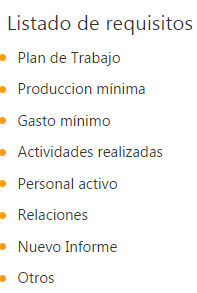 Listado de requisitos
Plan de Trabajo
Produccion mínima
Gasto mínimo
Actividades realizadas
Personal activo
Relaciones
Nuevo Informe
Otros